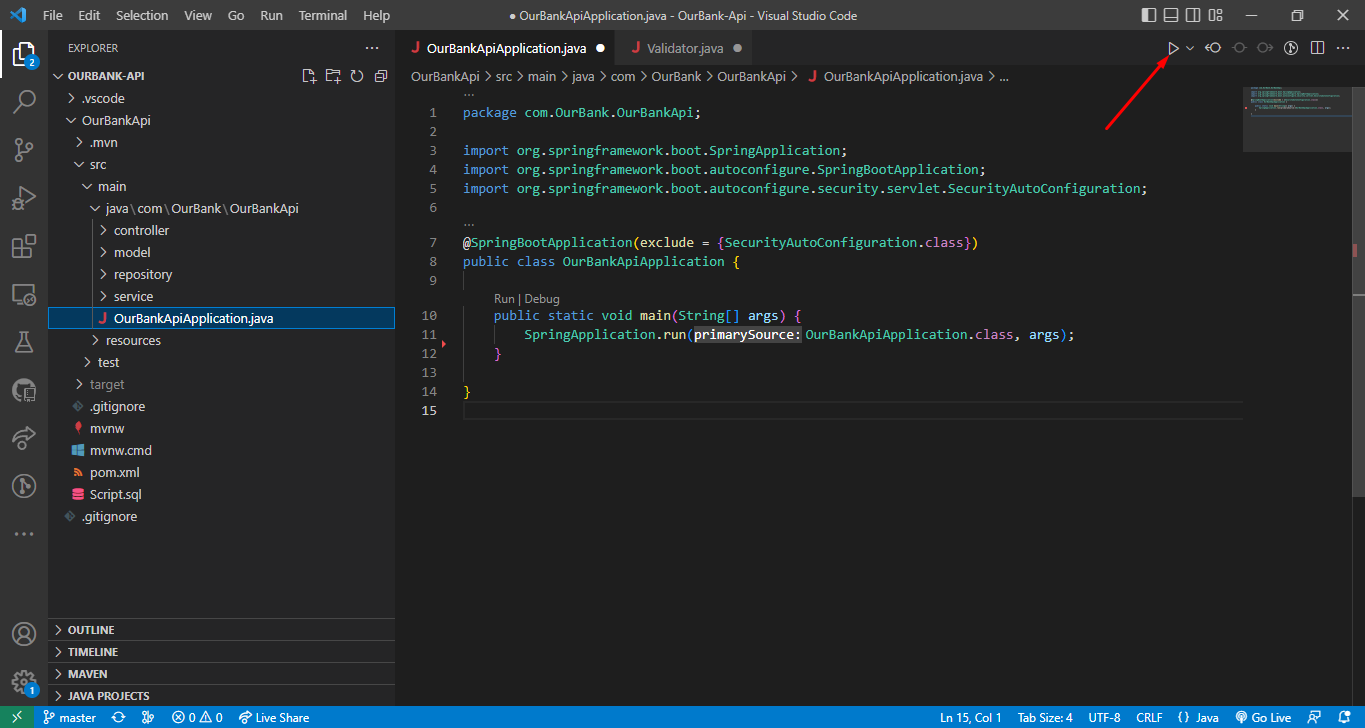 File Edit Selection View Go Run Terminal Help
● OurBankApiApplication.java - OurBank-Api - Visual Studio Code
EXPLORER
OURBANK-API
.vscode
OurBankApi
.mvn
src
main
java\com\OurBank\OurBankApi
controller
model
repository
service
J OurBankApiApplication.java
resources
test
target
.gitignore
mvnw
mvnw.cmd
pom.xml
Script.sql
.gitignore
OUTLINE
TIMELINE
MAVEN
JAVA PROJECTS
2
1
J OurBankApiApplication.java ● J Validator.java ●
OurBankApi > src > main > java > com > OurBank > OurBankApi > J OurBankApiApplication.java > ...
...
1 package com.OurBank.OurBankApi;
2
3 import org.springframework.boot.SpringApplication;
4 import org.springframework.boot.autoconfigure.SpringBootApplication;
5 import org.springframework.boot.autoconfigure.security.servlet.SecurityAutoConfiguration;
6
...
7 @SpringBootApplication(exclude = {SecurityAutoConfiguration.class})
8 public class OurBankApiApplication {
9
Run | Debug
10 public static void main(String[] args) {
11 SpringApplication.run(primarySource: OurBankApiApplication.class, args);
12 }
13
14 }
15
master 0 0 Live Share Ln 15, Col 1 Tab Size: 4 UTF-8 CRLF {} Java Go Live